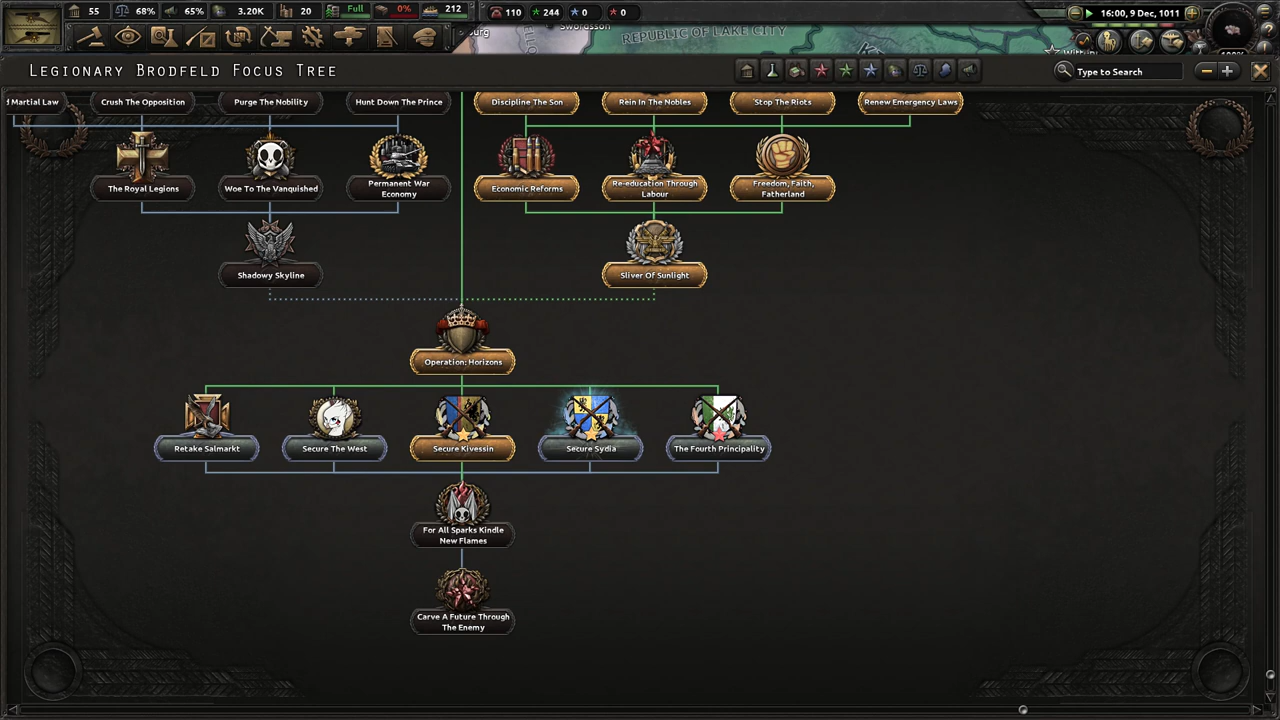 55
68%
65%
3.20K
20
Full
0%
212
110
244
0
0
16:00, 9 Dec, 1011
Swordsson
REPUBLIC OF LAKE CITY
LEGIONARY BRODFELD FOCUS TREE
Type to Search
d Martial Law
Crush The Opposition
Purge The Nobility
Hunt Down The Prince
Discipline The Son
Rein In The Nobles
Stop The Riots
Renew Emergency Laws
The Royal Legions
Woe To The Vanquished
Permanent War
Economy
Economic Reforms
Re-education Through
Labour
Freedom, Faith,
Fatherland
Shadowy Skyline
Sliver Of Sunlight
Operation: Horizons
Retake Salmarkt
Secure The West
Secure Kivessin
Secure Sydia
The Fourth Principality
For All Sparks Kindle
New Flames
Carve A Future Through
The Enemy